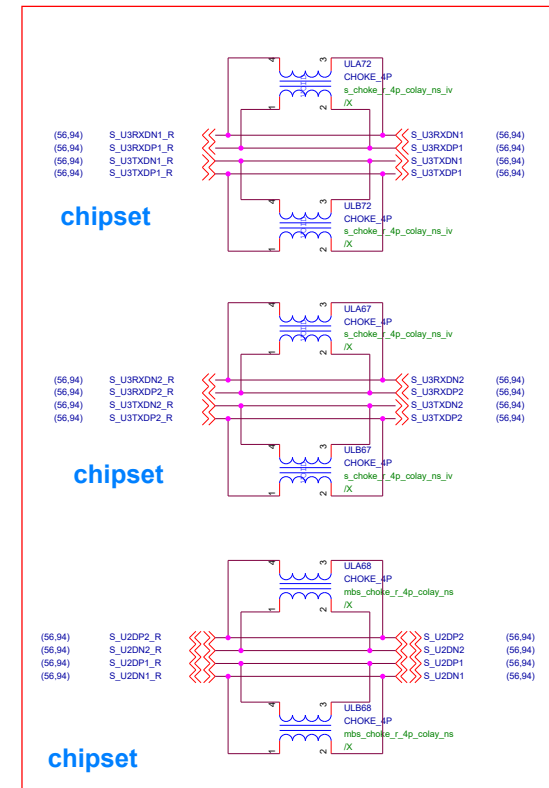 4 3 ULA72
CHOKE_4P
s_choke_r_4p_colay_ns_iv
1 2 /X
(56,94) S_U3RXDN1_R S_U3RXDN1 (56,94)
(56,94) S_U3RXDP1_R S_U3RXDP1 (56,94)
(56,94) S_U3TXDN1_R S_U3TXDN1 (56,94)
(56,94) S_U3TXDP1_R S_U3TXDP1 (56,94)
chipset
4 3 ULB72
CHOKE_4P
s_choke_r_4p_colay_ns_iv
1 2 /X
4 3 ULA67
CHOKE_4P
s_choke_r_4p_colay_ns_iv
1 2 /X
(56,94) S_U3RXDN2_R S_U3RXDN2 (56,94)
(56,94) S_U3RXDP2_R S_U3RXDP2 (56,94)
(56,94) S_U3TXDN2_R S_U3TXDN2 (56,94)
(56,94) S_U3TXDP2_R S_U3TXDP2 (56,94)
chipset
4 3 ULB67
CHOKE_4P
s_choke_r_4p_colay_ns_iv
1 2 /X
4 3 ULA68
CHOKE_4P
mbs_choke_r_4p_colay_ns
1 2 /X
(56,94) S_U2DP2_R S_U2DP2 (56,94)
(56,94) S_U2DN2_R S_U2DN2 (56,94)
(56,94) S_U2DP1_R S_U2DP1 (56,94)
(56,94) S_U2DN1_R S_U2DN1 (56,94)
4 3 ULB68
CHOKE_4P
mbs_choke_r_4p_colay_ns
1 2 /X
chipset